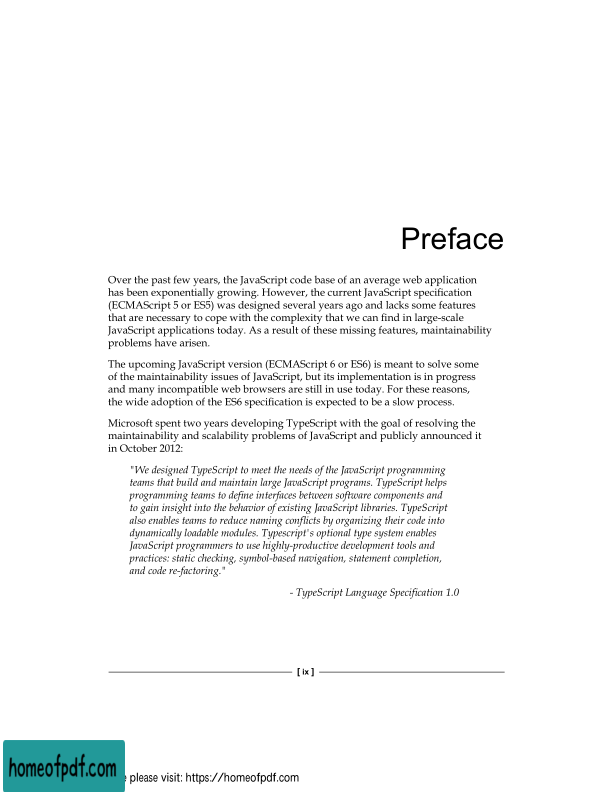 Preface
Over the past few years, the JavaScript code base of an average web application
has been exponentially growing. However, the current JavaScript specification
(ECMAScript 5 or ES5) was designed several years ago and lacks some features
that are necessary to cope with the complexity that we can find in large-scale
JavaScript applications today. As a result of these missing features, maintainability
problems have arisen.
The upcoming JavaScript version (ECMAScript 6 or ES6) is meant to solve some
of the maintainability issues of JavaScript, but its implementation is in progress
and many incompatible web browsers are still in use today. For these reasons,
the wide adoption of the ES6 specification is expected to be a slow process.
Microsoft spent two years developing TypeScript with the goal of resolving the
maintainability and scalability problems of JavaScript and publicly announced it
in October 2012:
"We designed TypeScript to meet the needs of the JavaScript programming
teams that build and maintain large JavaScript programs. TypeScript helps
programming teams to define interfaces between software components and
to gain insight into the behavior of existing JavaScript libraries. TypeScript
also enables teams to reduce naming conflicts by organizing their code into
dynamically loadable modules. Typescript's optional type system enables
JavaScript programmers to use highly-productive development tools and
practices: static checking, symbol-based navigation, statement completion,
and code re-factoring."
- TypeScript Language Specification 1.0
[ ix ]
homeofpdf.com
please visit: https://homeofpdf.com